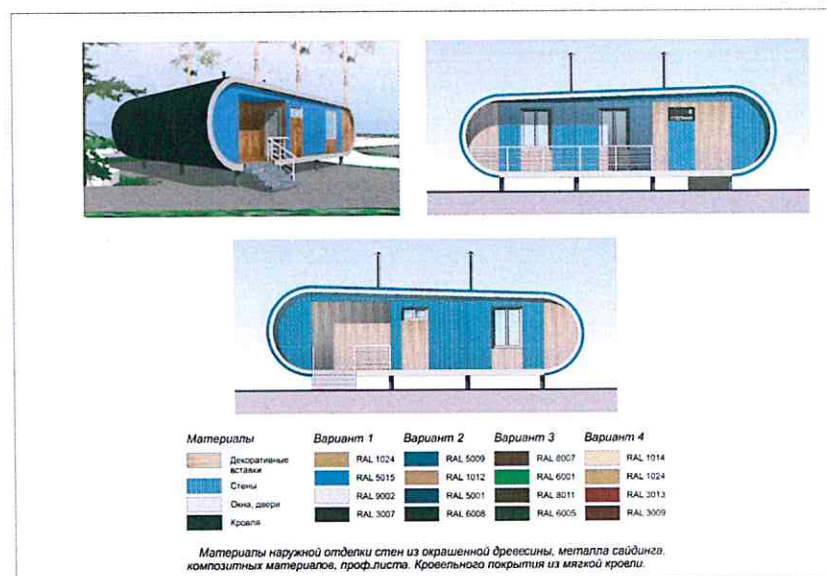 Материалы
Декоративные
вставки
Стены
Окна, двери
Кровля
Вариант 1
RAL 1024
RAL 5015
RAL 9002
RAL 3007
Вариант 2
RAL 5009
RAL 1012
RAL 5001
RAL 6008
Вариант 3
RAL 8007
RAL 6001
RAL 8011
RAL 6005
Вариант 4
RAL 1014
RAL 1024
RAL 3013
RAL 3009
Материалы наружной отделки стен из окрашенной древесины, металла сайдинга,
композитных материалов, проф.листа. Кровельного покрытия из мягкой кровли.